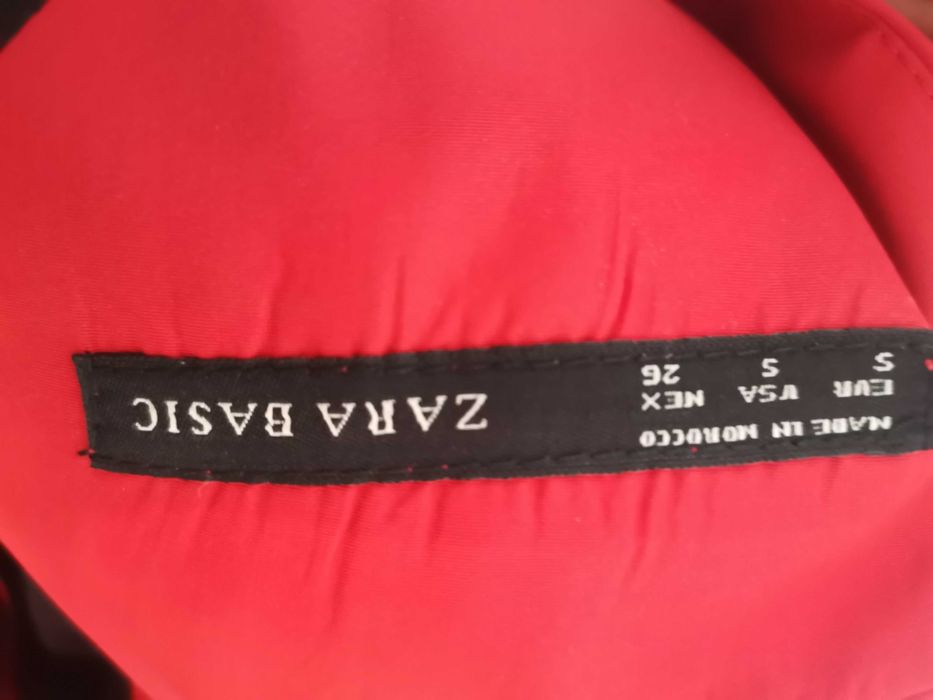 MADE IN MOROCCO
EUR USA MEX
S S 26
ZARA BASIC